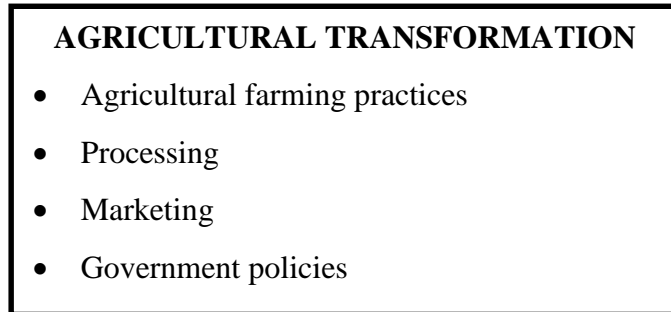 AGRICULTURAL TRANSFORMATION
• Agricultural farming practices
• Processing
• Marketing
• Government policies